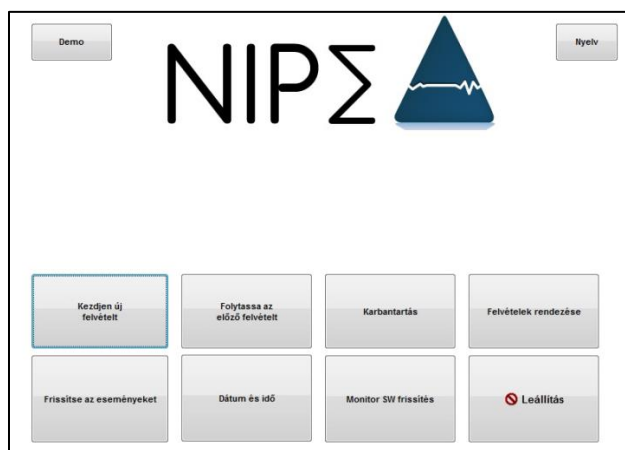 Demo
NIPΣ
Nyelv
Kezdjen új
felvételt
Folytassa az
előző felvételt
Karbantartás
Felvételek rendezése
Frissítse az eseményeket
Dátum és idő
Monitor SW frissítés
Leállítás